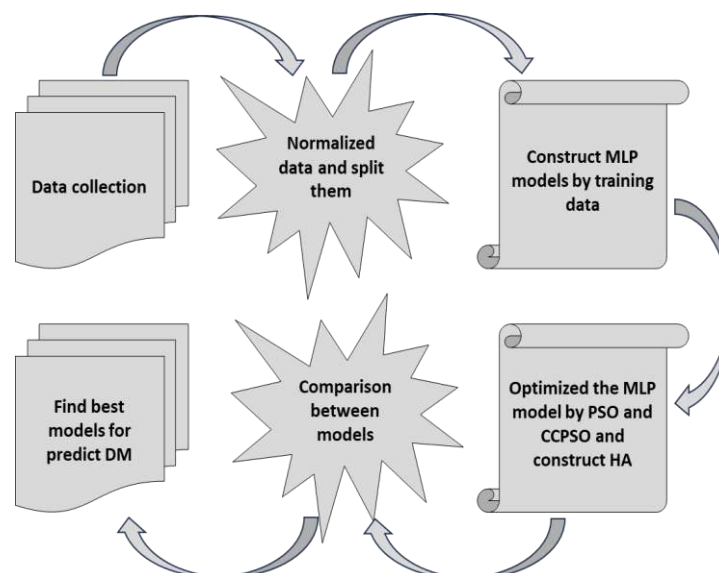 Data collection
Normalized
data and split
them
Construct MLP
models by training
data
Optimized the MLP
model by PSO and
CCPSO and
construct HA
Comparison
between
models
Find best
models for
predict DM